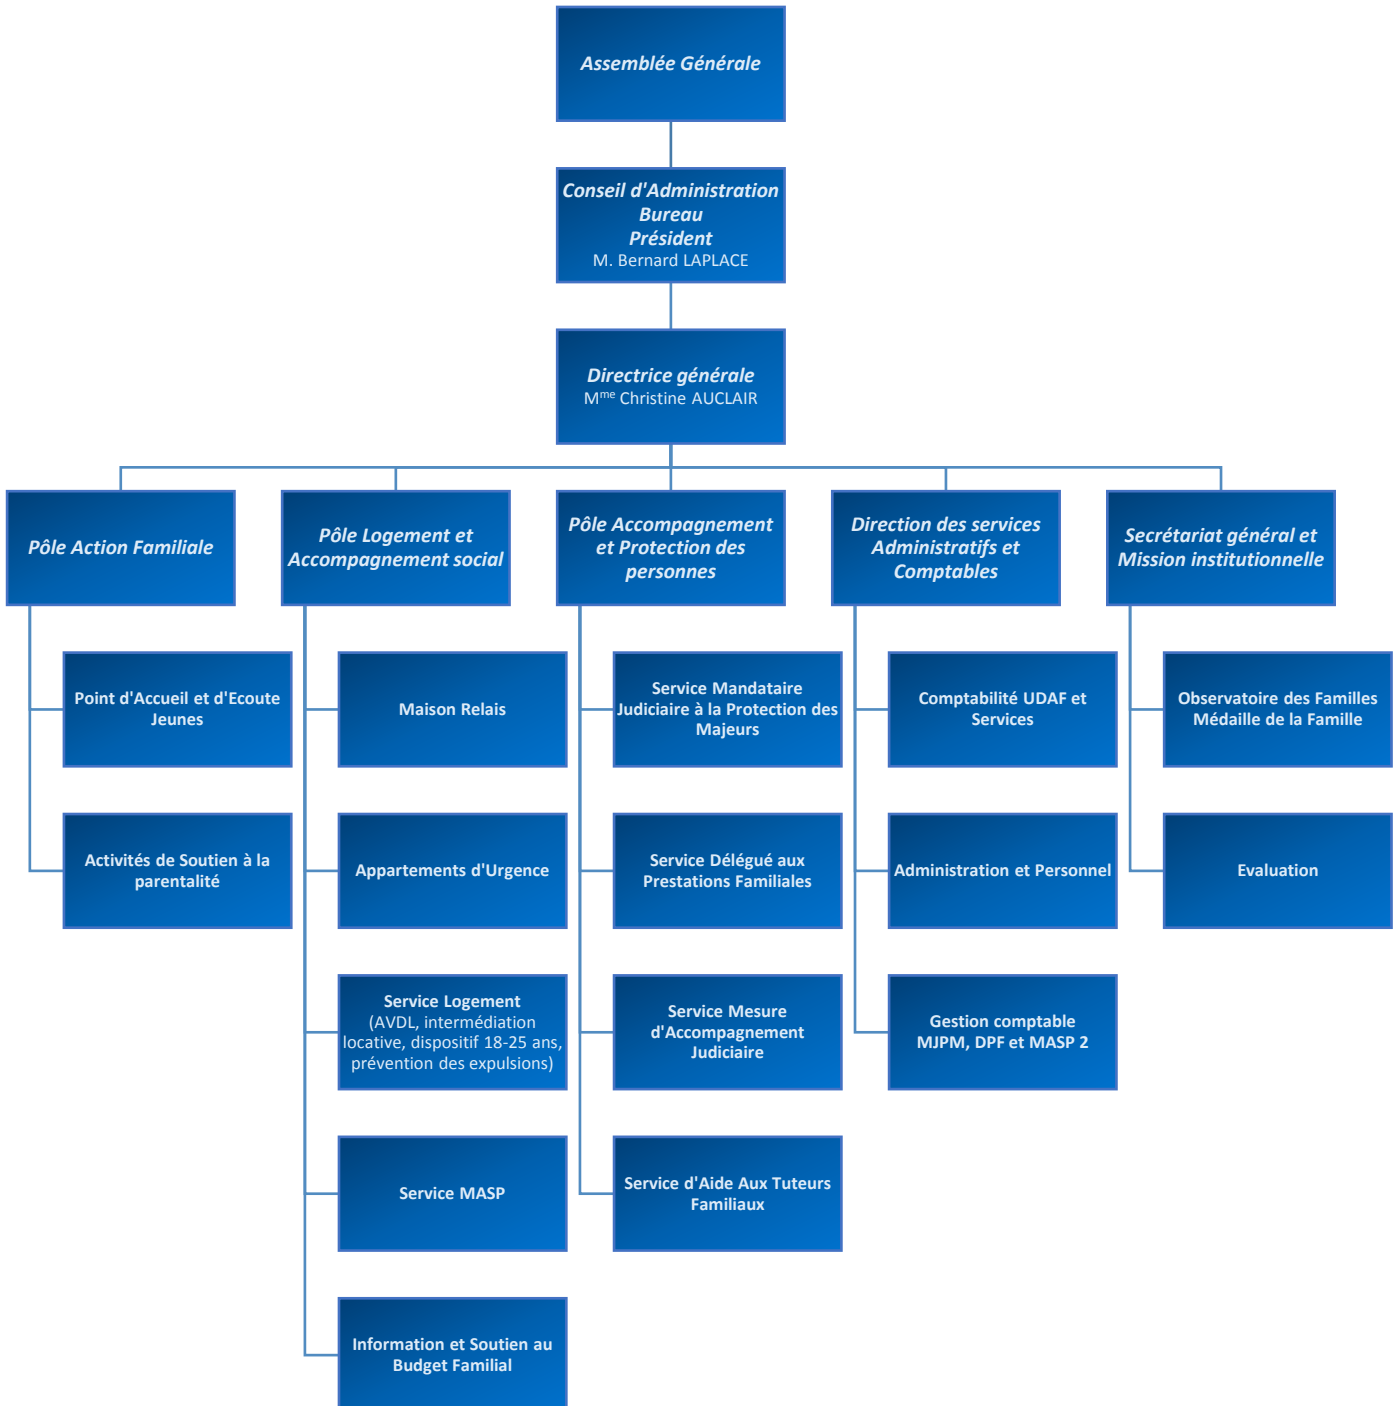 Assemblée Générale
Conseil d'Administration
Bureau
Président
M. Bernard LAPLACE
Directrice générale
Mme Christine AUCLAIR
Pôle Action Familiale
Pôle Logement et
Accompagnement social
Pôle Accompagnement
et Protection des
personnes
Direction des services
Administratifs et
Comptables
Secrétariat général et
Mission institutionnelle
Point d'Accueil et d'Ecoute
Jeunes
Activités de Soutien à la
parentalité
Maison Relais
Appartements d'Urgence
Service Logement
(AVDL, intermédiation
locative, dispositif 18-25 ans,
prévention des expulsions)
Service MASP
Information et Soutien au
Budget Familial
Service Mandataire
Judiciaire à la Protection des
Majeurs
Service Délégué aux
Prestations Familiales
Service Mesure
d'Accompagnement
Judiciaire
Service d'Aide Aux Tuteurs
Familiaux
Comptabilité UDAF et
Services
Administration et Personnel
Gestion comptable
MJPM, DPF et MASP 2
Observatoire des Familles
Médaille de la Famille
Evaluation